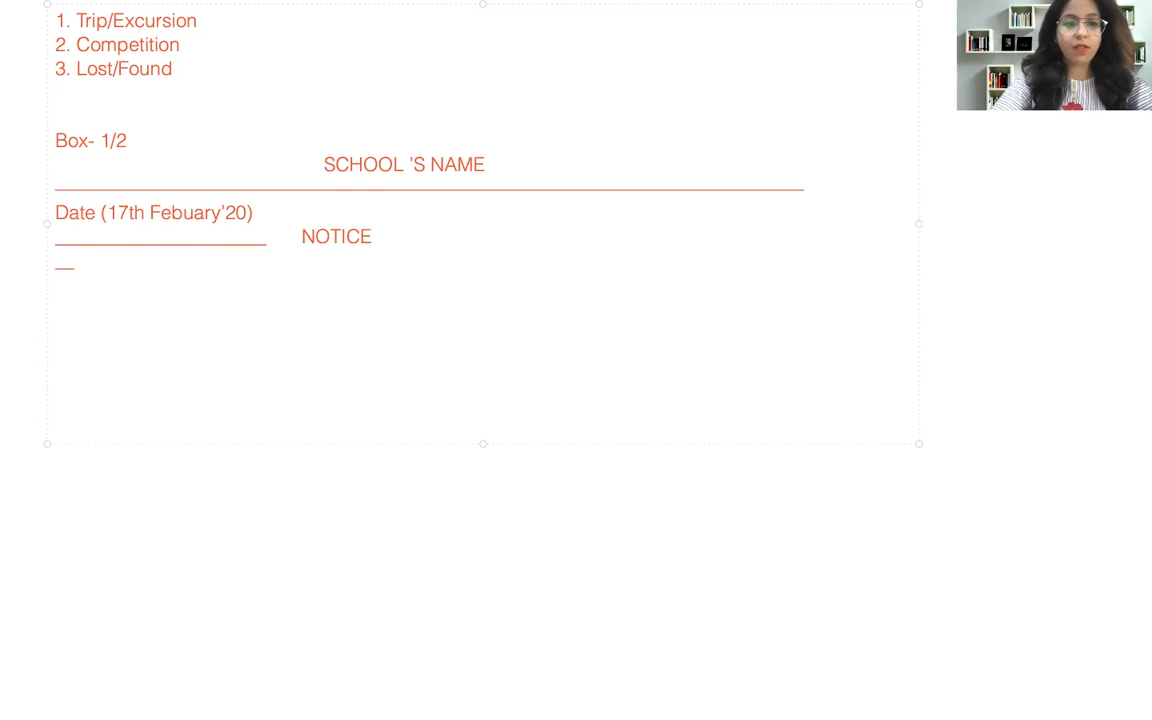 1. Trip/Excursion
2. Competition
3. Lost/Found
Box- 1/2
SCHOOL 'S NAME
Date (17th Febuary’20)
NOTICE